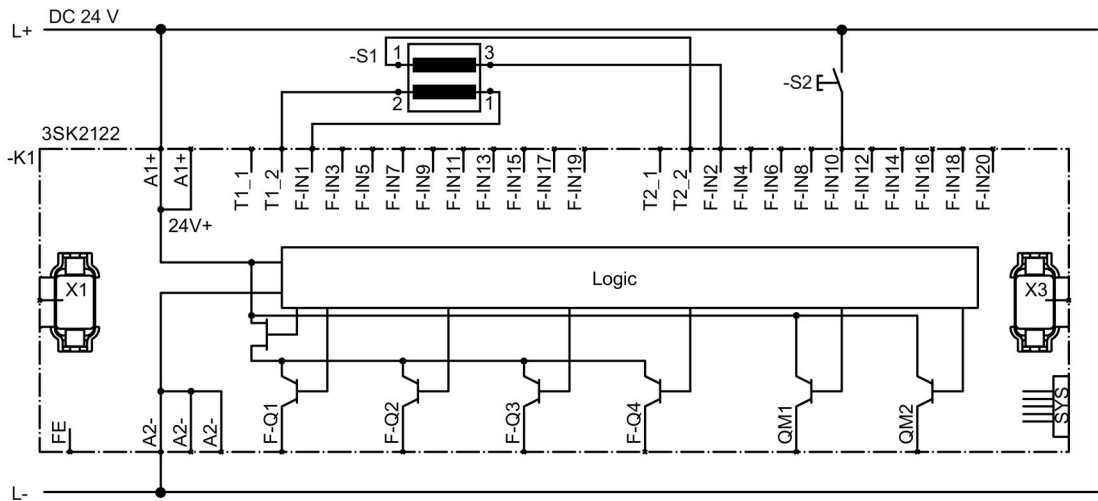 DC 24 V
L+
-S1
1
3
2
1
-S2
3SK2122
-K1
A1+
A1+
T1_1
T1_2
F-IN1
F-IN3
F-IN5
F-IN7
F-IN9
F-IN11
F-IN13
F-IN15
F-IN17
F-IN19
T2_1
T2_2
F-IN2
F-IN4
F-IN6
F-IN8
F-IN10
F-IN12
F-IN14
F-IN16
F-IN18
F-IN20
24V+
Logic
X1
X3
FE
A2-
A2-
A2-
F-Q1
F-Q2
F-Q3
F-Q4
QM1
QM2
SYS
L-